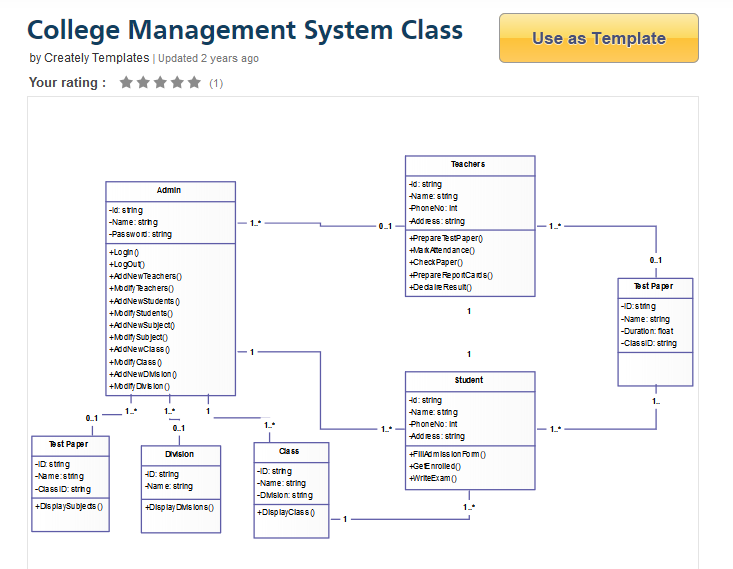 College Management System Class
Use as Template
by Creately Templates | Updated 2 years ago
Your rating :
(1)
Teachers
-Id: string
-Name: string
-PhoneNo: Int
-Address: string
+PrepareTestPaper()
+MarkAttendance()
+CheckPaper()
+PrepareReportCards()
+DeclaireResult()
Admin
-Id: string
-Name: string
-Password: string
+Login()
+LogOut()
+AddNewTeachers()
+ModifyTeachers()
+AddNewStudents()
+ModifyStudents()
+AddNewSubject()
+ModifySubject()
+AddNewClass()
+ModifyClass()
+AddNewDivision()
+ModifyDivision()
1..*
0..1
1..*
0..1
Test Paper
-ID: string
-Name: string
-Duration: float
-ClassID: string
1
1
1
1..*
Student
-Id: string
-Name: string
-PhoneNo: Int
-Address: string
+FillAdmissionForm()
+GetEnrolled()
+WriteExam()
1..*
1..
1..*
0..1
1..*
0..1
1
1..*
Test Paper
-ID: string
-Name: string
-ClassID: string
+DisplaySubjects()
Division
-ID: string
-Name: string
+DisplayDivisions()
Class
-ID: string
-Name: string
-Division: string
+DisplayClass()
1
1..*